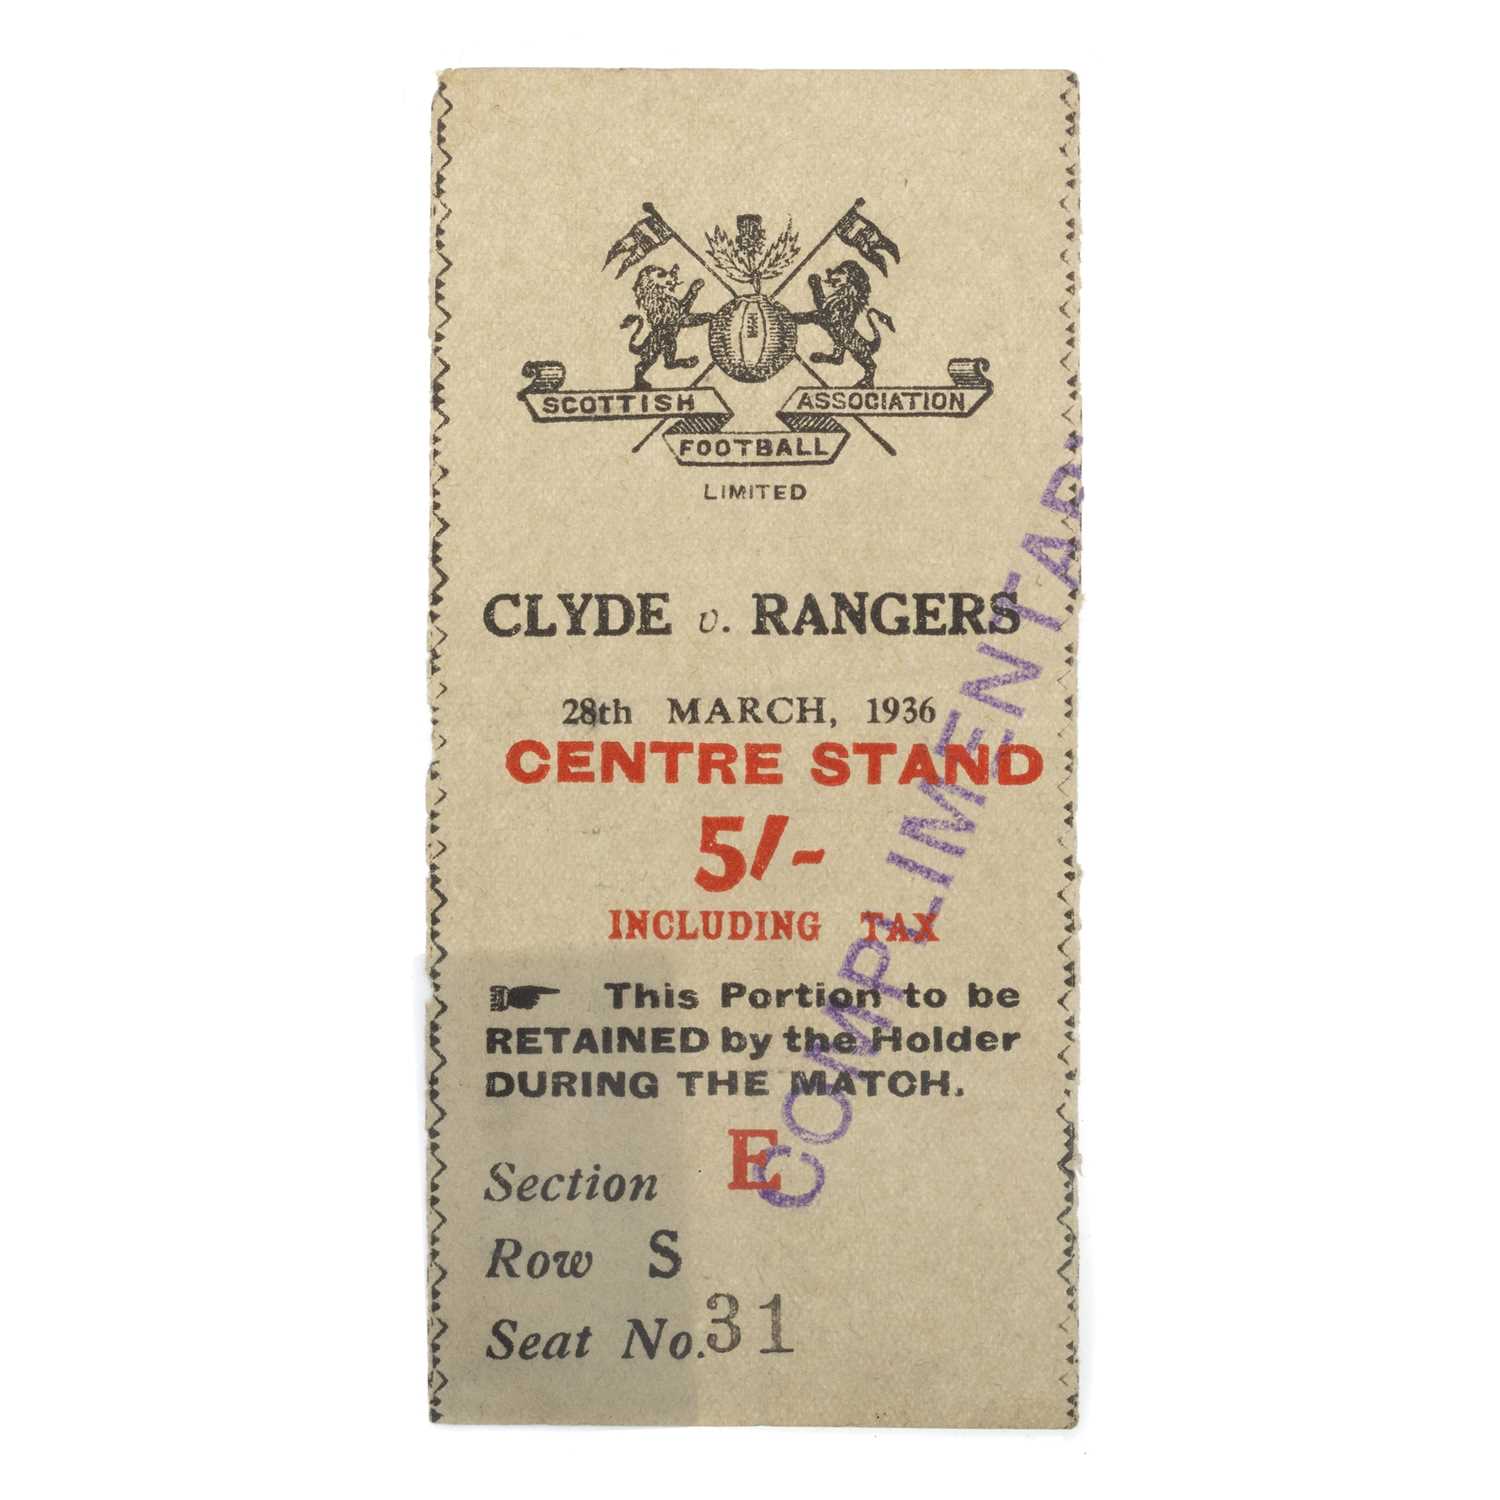 SCOTTISH ASSOCIATION
FOOTBALL
LIMITED
CLYDE v. RANGERS
28th MARCH, 1936
CENTRE STAND
5/-
INCLUDING TAX
☛ This Portion to be
RETAINED by the Holder
DURING THE MATCH.
Section E
Row S
Seat No. 31
COMPLIMENTARY